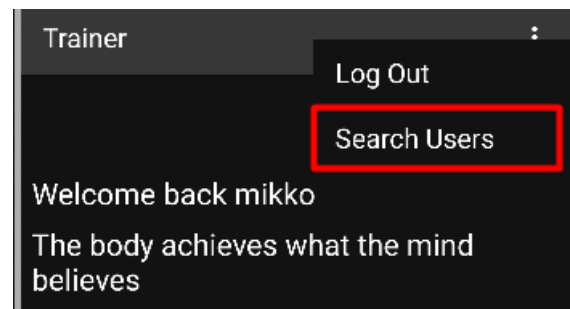 Trainer
Log Out
Search Users
Welcome back mikko
The body achieves what the mind
believes